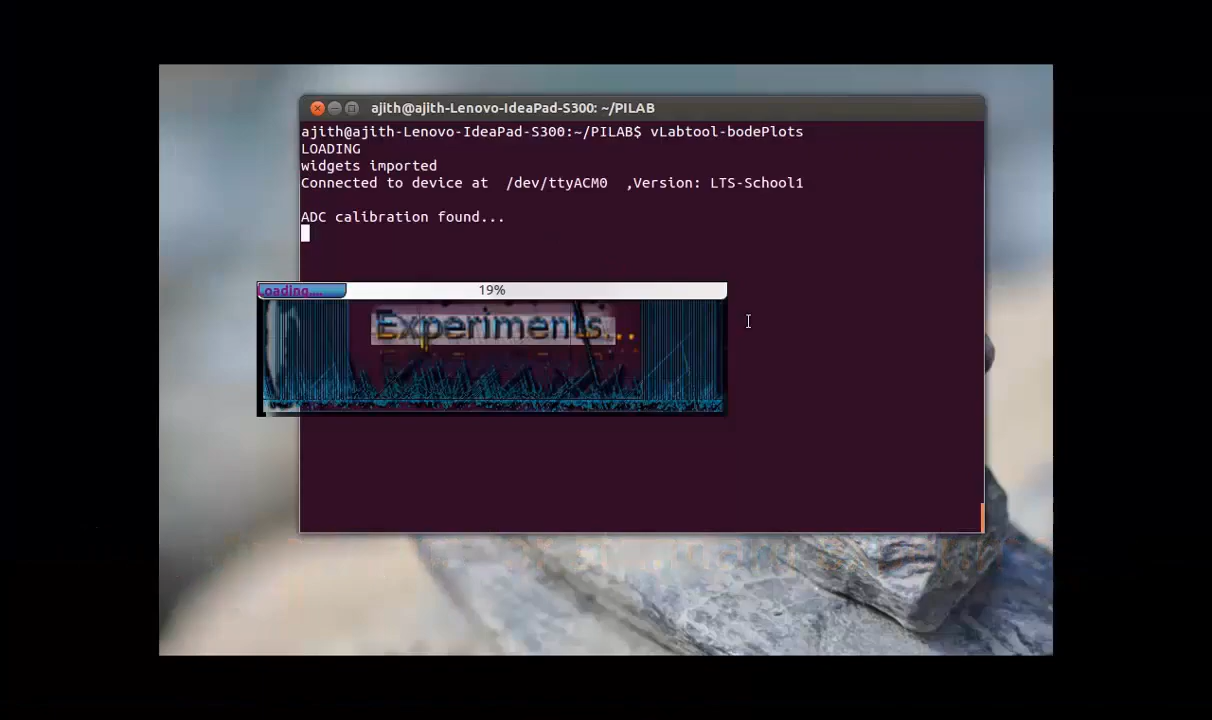 ajith@ajith-Lenovo-IdeaPad-S300: ~/PILAB
ajith@ajith-Lenovo-IdeaPad-S300:~/PILAB$ vLabtool-bodePlots
LOADING
widgets imported
Connected to device at /dev/ttyACM0 ,Version: LTS-School1
ADC calibration found...
Loading.... 19%
Experiments...